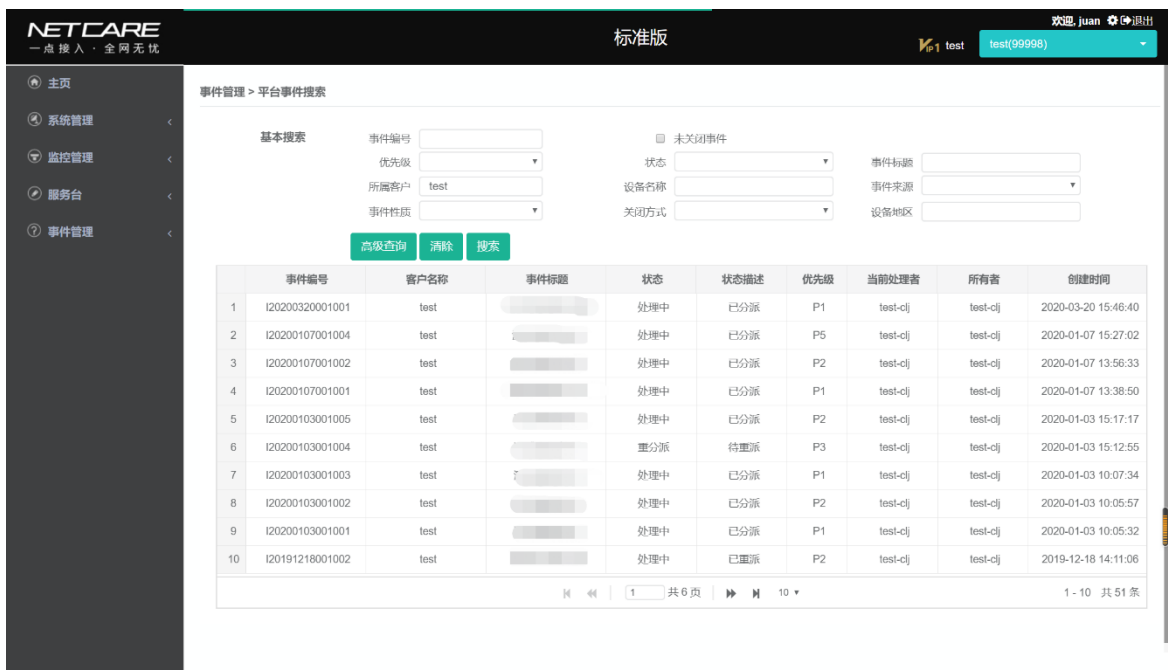 NETCARE
一点接入 · 全网无忧
标准版
欢迎, juan 退出
VIP1 test test(99998)
主页
系统管理
监控管理
服务台
事件管理
事件管理 > 平台事件搜索
基本搜索 事件编号 未关闭事件
优先级 状态 事件标题
所属客户 test 设备名称 事件来源
事件性质 关闭方式 设备地区
高级查询 清除 搜索
事件编号 客户名称 事件标题 状态 状态描述 优先级 当前处理者 所有者 创建时间
1 I20200320001001 test 处理中 已分派 P1 test-clj test-clj 2020-03-20 15:46:40
2 I20200107001004 test 处理中 已分派 P5 test-clj test-clj 2020-01-07 15:27:02
3 I20200107001002 test 处理中 已分派 P2 test-clj test-clj 2020-01-07 13:56:33
4 I20200107001001 test 处理中 已分派 P1 test-clj test-clj 2020-01-07 13:38:50
5 I20200103001005 test 处理中 已分派 P2 test-clj test-clj 2020-01-03 15:17:17
6 I20200103001004 test 重分派 待重派 P3 test-clj test-clj 2020-01-03 15:12:55
7 I20200103001003 test 处理中 已分派 P1 test-clj test-clj 2020-01-03 10:07:34
8 I20200103001002 test 处理中 已分派 P2 test-clj test-clj 2020-01-03 10:05:57
9 I20200103001001 test 处理中 已分派 P1 test-clj test-clj 2020-01-03 10:05:32
10 I20191218001002 test 处理中 已重派 P2 test-clj test-clj 2019-12-18 14:11:06
1 共 6 页 10 1 - 10 共 51 条